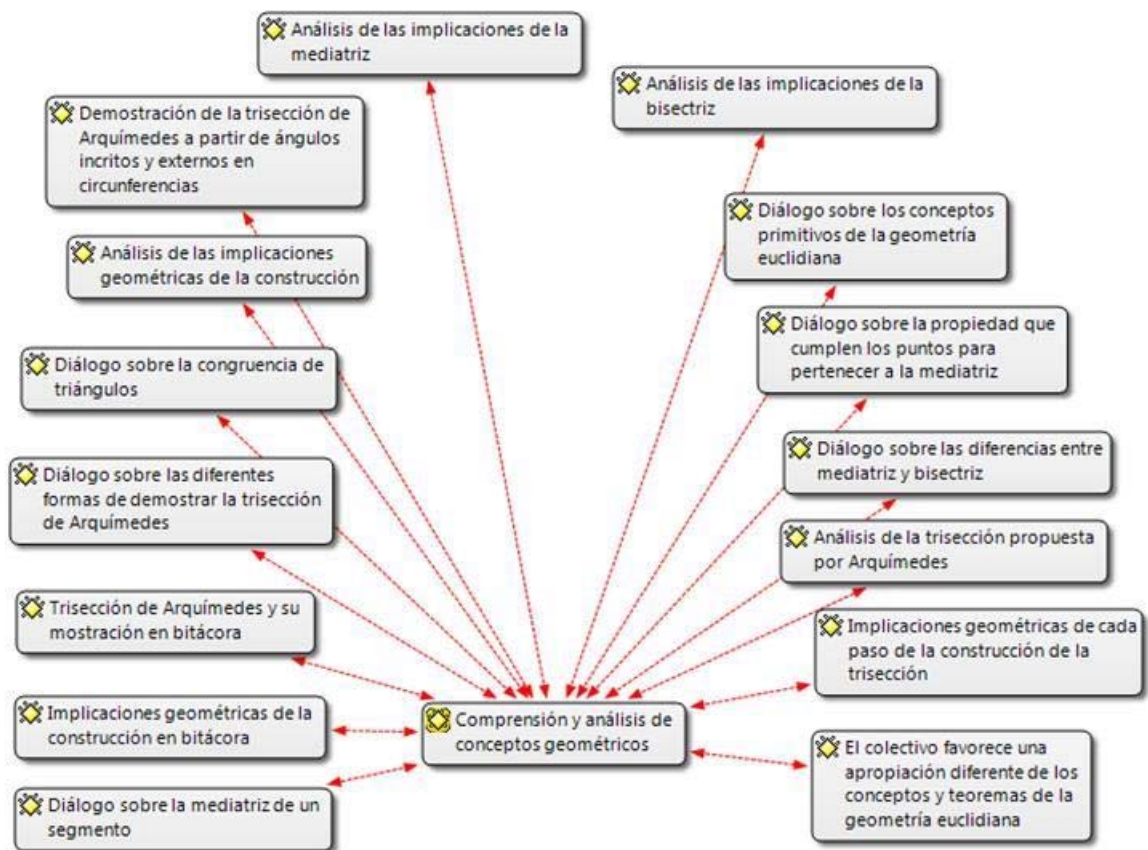 Análisis de las implicaciones de la
mediatriz
Análisis de las implicaciones de la
bisectriz
Demostración de la trisección de
Arquímedes a partir de ángulos
incritos y externos en
circunferencias
Diálogo sobre los conceptos
primitivos de la geometría
euclidiana
Análisis de las implicaciones
geométricas de la construcción
Diálogo sobre la propiedad que
cumplen los puntos para
pertenecer a la mediatriz
Diálogo sobre la congruencia de
triángulos
Diálogo sobre las diferencias entre
mediatriz y bisectriz
Diálogo sobre las diferentes
formas de demostrar la trisección
de Arquímedes
Análisis de la trisección propuesta
por Arquímedes
Trisección de Arquímedes y su
mostración en bitácora
Implicaciones geométricas de cada
paso de la construcción de la
trisección
Implicaciones geométricas de la
construcción en bitácora
Comprensión y análisis de
conceptos geométricos
El colectivo favorece una
apropiación diferente de los
conceptos y teoremas de la
geometría euclidiana
Diálogo sobre la mediatriz de un
segmento